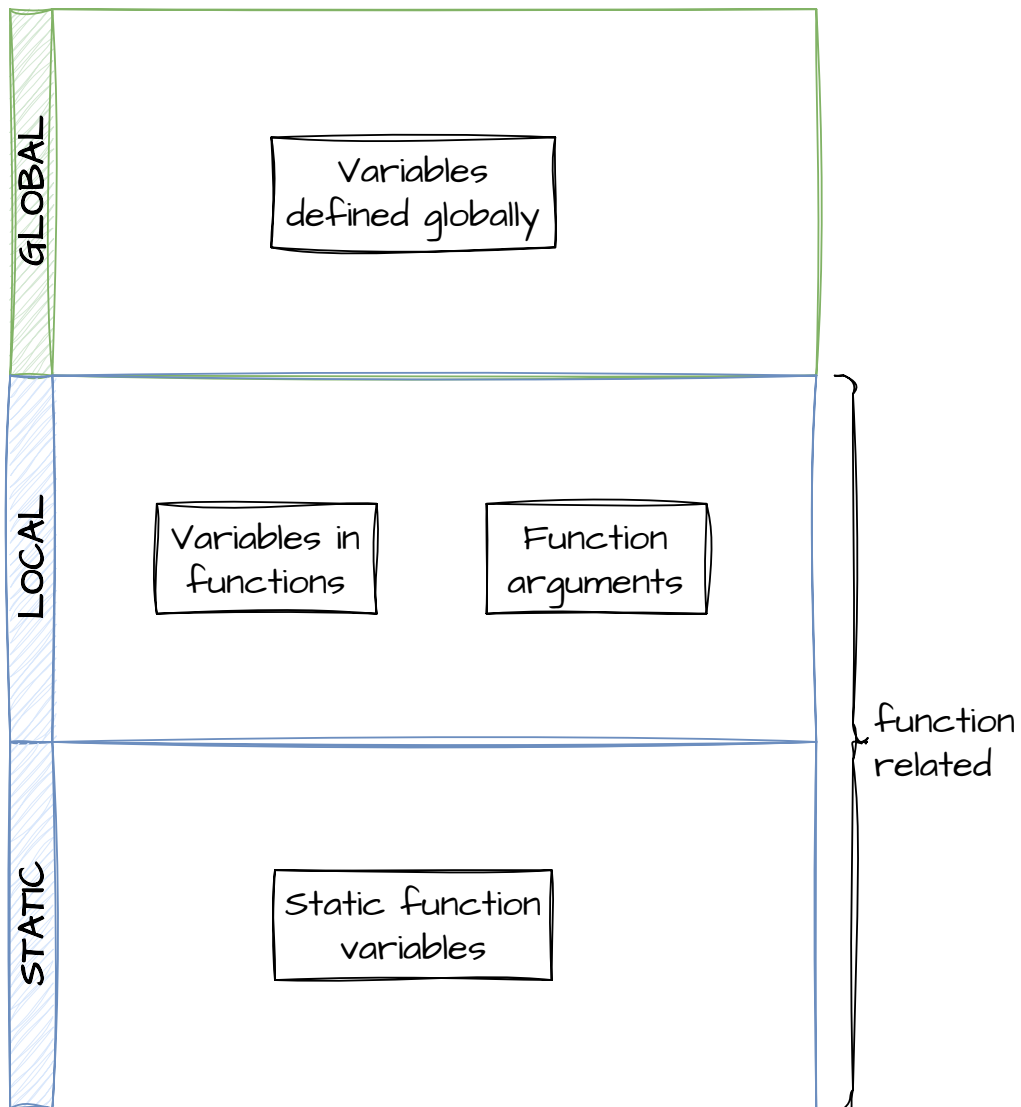 GLOBAL
Variables
defined globally
LOCAL
Variables in
functions
Function
arguments
function
related
STATIC
Static function
variables